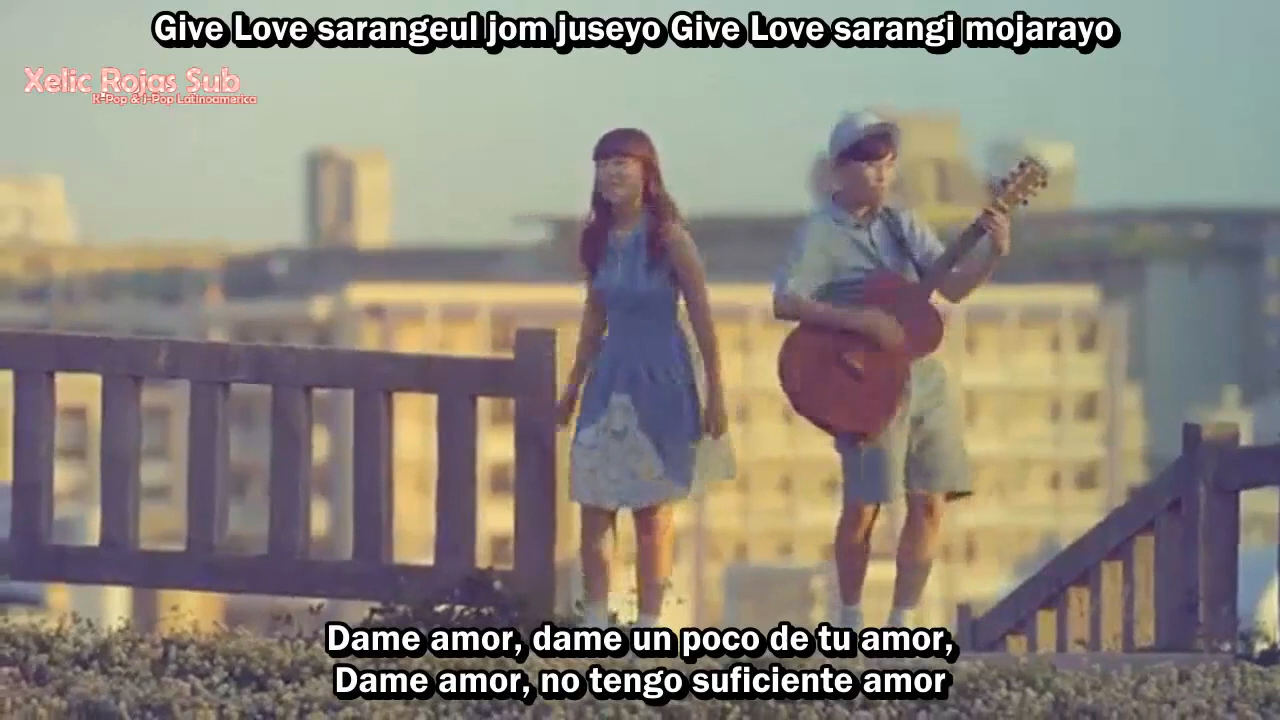 Give Love sarangeul jom juseyo Give Love sarangi mojarayo
Xelic Rojas Sub
K-Pop & J-Pop Latinoamerica
Dame amor, dame un poco de tu amor,
Dame amor, no tengo suficiente amor